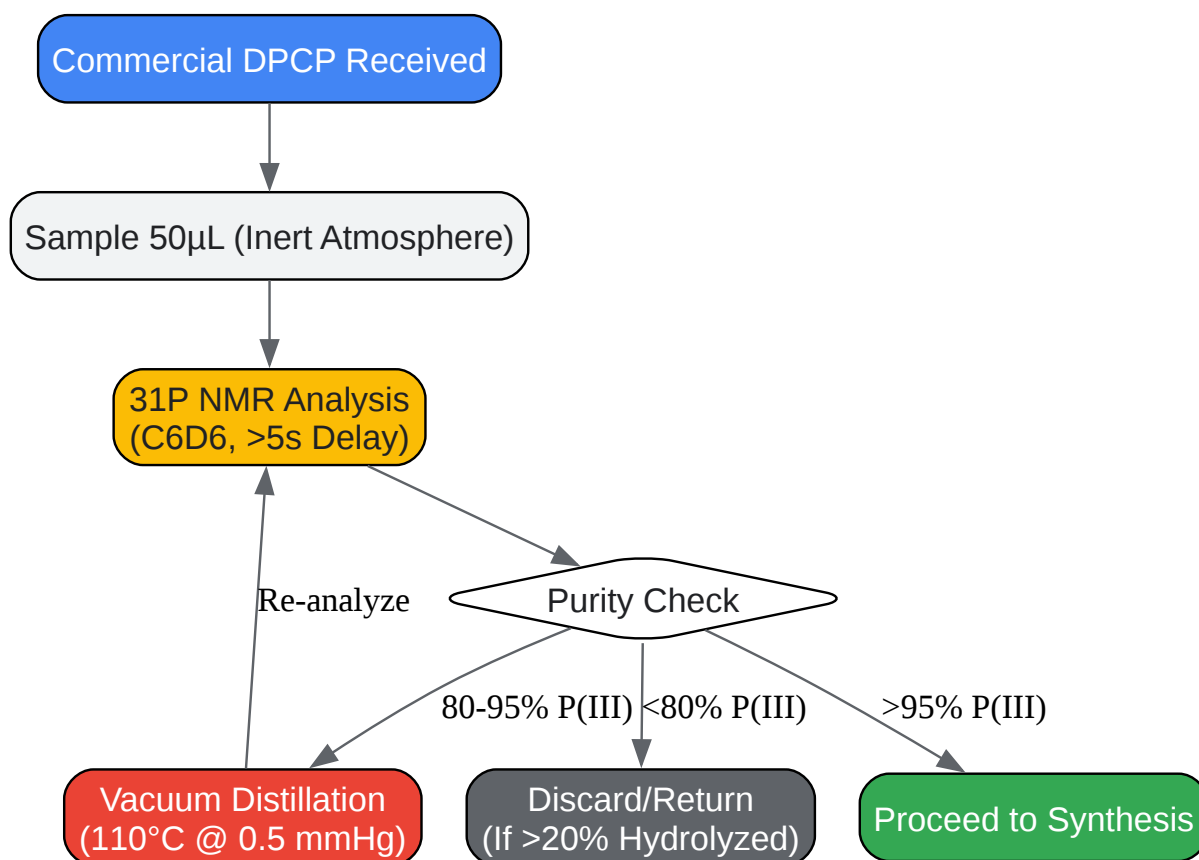 Commercial DPCP Received
Sample 50µL (Inert Atmosphere)
31P NMR Analysis
(C6D6, >5s Delay)
Re-analyze
Purity Check
80-95% P(III)
<80% P(III)
>95% P(III)
Vacuum Distillation
(110°C @ 0.5 mmHg)
Discard/Return
(If >20% Hydrolyzed)
Proceed to Synthesis